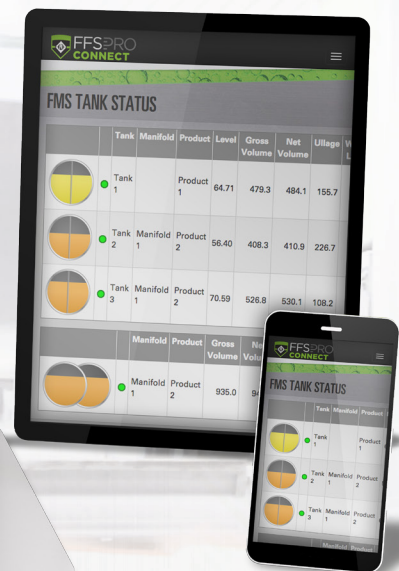 FFSPRO
CONNECT
FMS TANK STATUS
Tank Manifold Product Level Gross Volume Net Volume Ullage
Tank 1 Product 1 64.71 479.3 484.1 155.7
Tank 2 Manifold 1 Product 2 56.40 408.3 410.9 226.7
Tank 3 Manifold 1 Product 2 70.59 526.8 530.1 108.2
Manifold Product Gross Volume
Manifold 1 Product 2 935.0
FFSPRO
CONNECT
FMS TANK STATUS
Tank Manifold Product
Tank 1 Product 1
Tank 2 Manifold 1 Product 2
Tank 3 Manifold 1 Product 2
Manifold Product